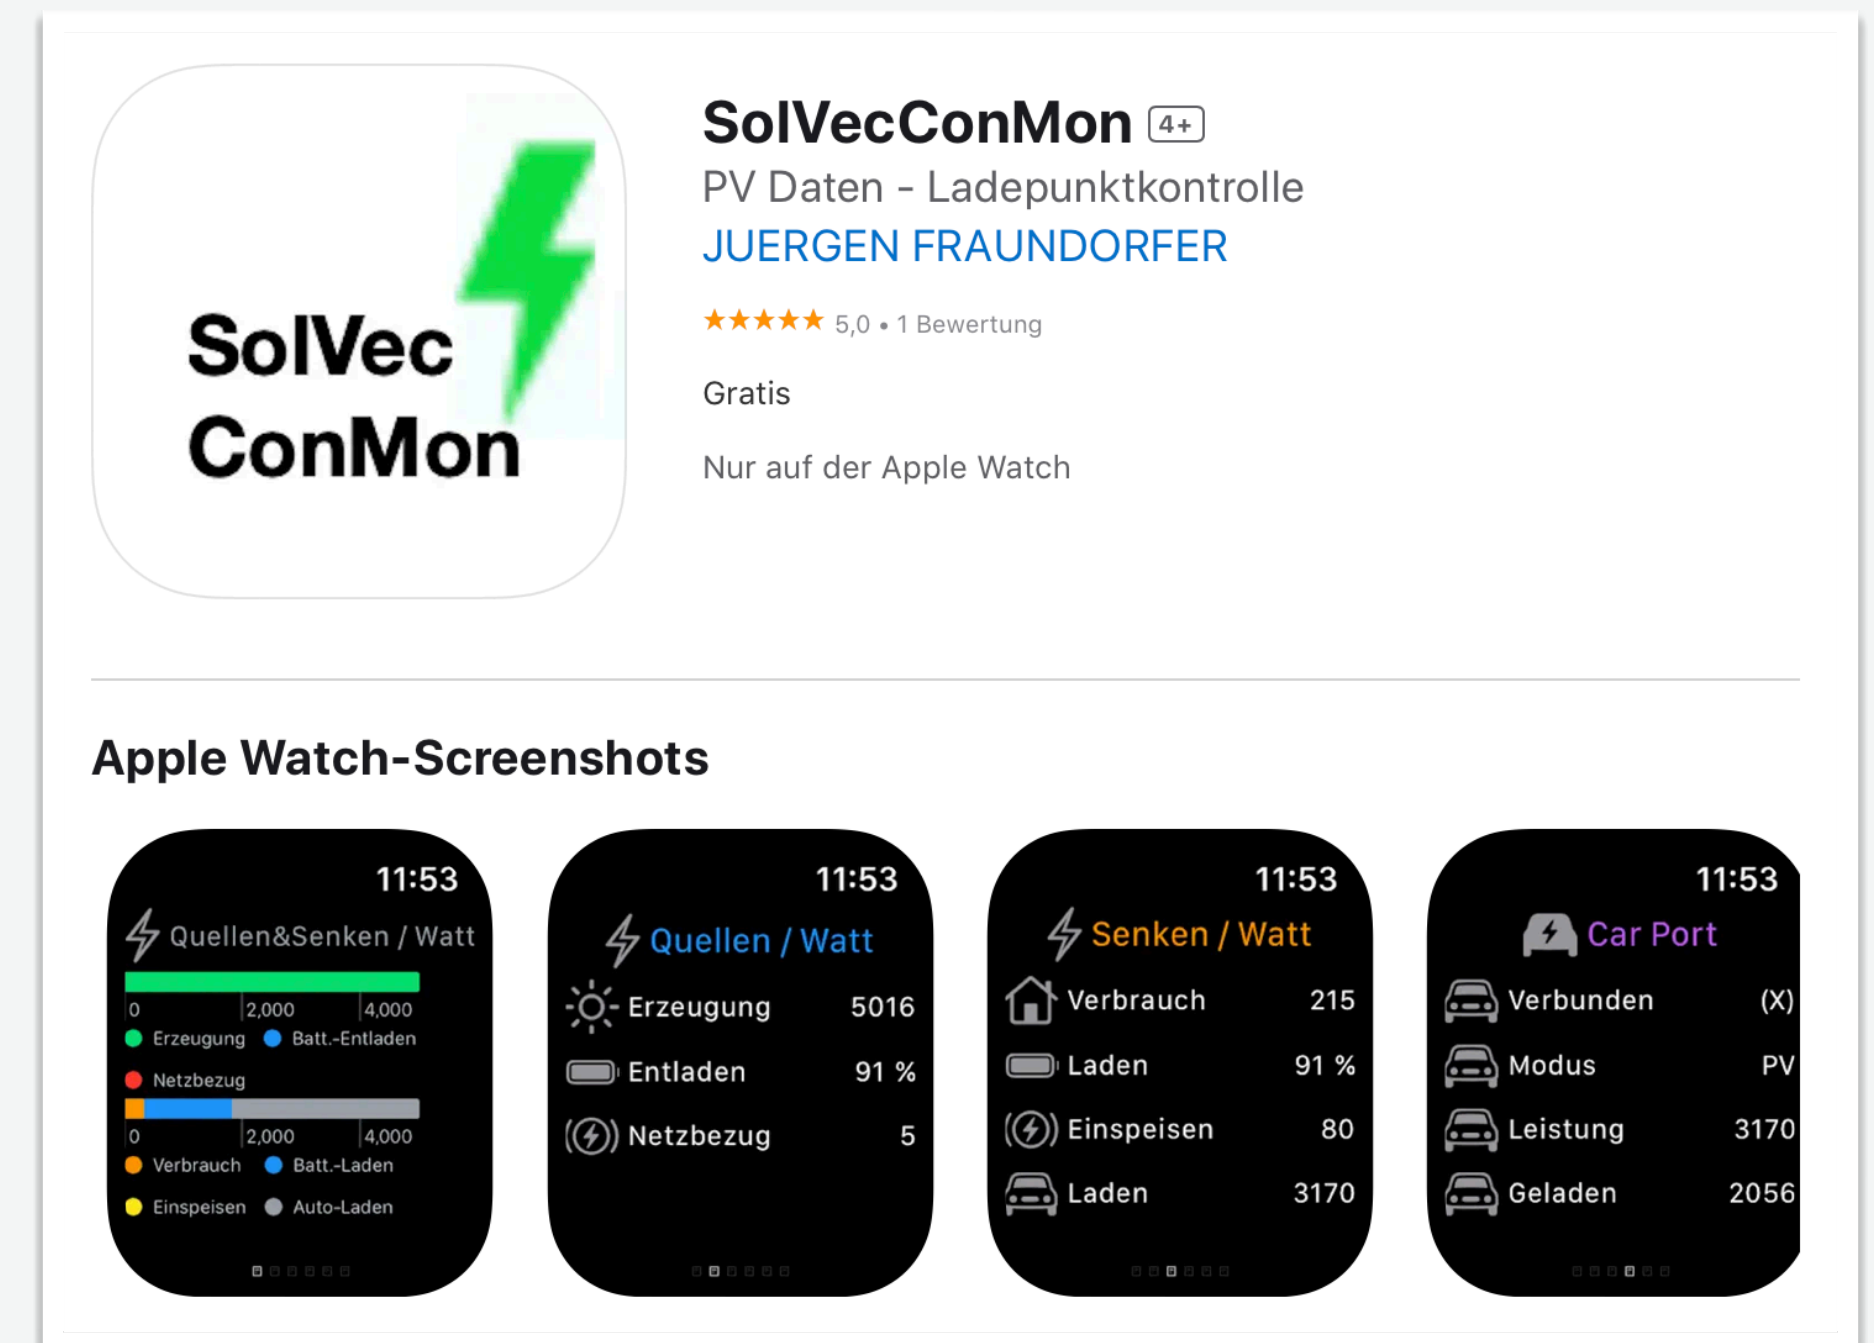 SolVec
ConMon
SolVecConMon 4+
PV Daten - Ladepunktkontrolle
JUERGEN FRAUNDORFER
★★★★★ 5,0 • 1 Bewertung
Gratis
Nur auf der Apple Watch
Apple Watch-Screenshots
11:53
Quellen&Senken / Watt
0 2,000 4,000
Erzeugung Batt.-Entladen
Netzbezug
0 2,000 4,000
Verbrauch Batt.-Laden
Einspeisen Auto-Laden
11:53
Quellen / Watt
Erzeugung 5016
Entladen 91 %
Netzbezug 5
11:53
Senken / Watt
Verbrauch 215
Laden 91 %
Einspeisen 80
Laden 3170
11:53
Car Port
Verbunden (X)
Modus PV
Leistung 3170
Geladen 2056